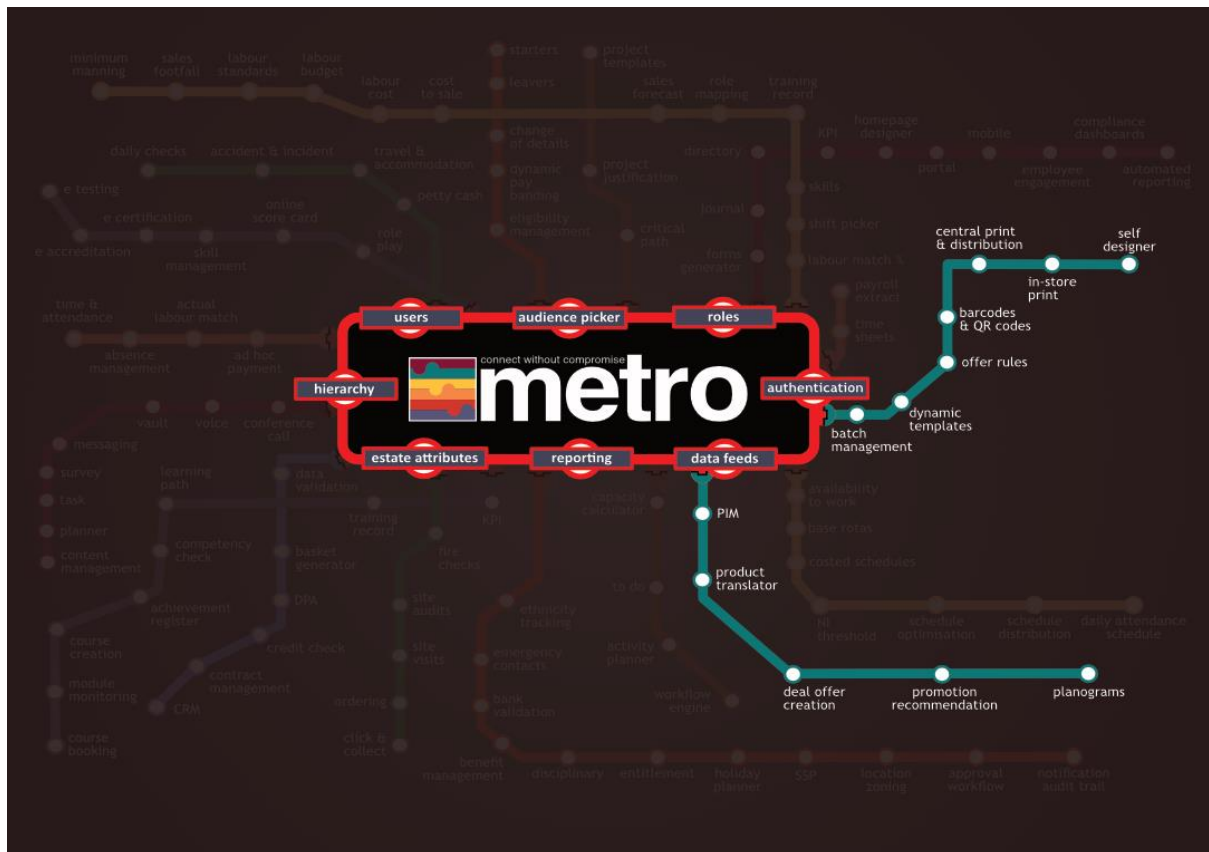 starters
project
templates
minimum
manning
sales
footfall
labour
standards
labour
budget
leavers
labour
cost
cost
to sale
sales
forecast
role
mapping
training
record
change
of details
KPI
homepage
designer
mobile
compliance
dashboards
daily checks
accident & incident
travel &
accommodation
directory
portal
employee
engagement
automated
reporting
dynamic
pay
banding
project
justification
e testing
petty cash
skills
e certification
online
score card
eligibility
management
journal
shift picker
critical
path
e accreditation
skill
management
role
play
forms
generator
labour match %
central print
& distribution
self
designer
in-store
print
payroll
extract
time &
attendance
actual
labour match
time
sheets
barcodes
& QR codes
absence
management
ad hoc
payment
users
audience picker
roles
offer rules
connect without compromise
metro
hierarchy
authentication
dynamic
templates
batch
management
vault
voice
conference
call
messaging
estate attributes
reporting
data feeds
survey
learning
path
data
validation
task
capacity
calculator
availability
to work
PIM
training
record
KPI
planner
base rotas
content
management
competency
check
basket
generator
fire
checks
costed schedules
product
translator
to do
achievement
register
DPA
site
audits
ethnicity
tracking
NI
threshold
schedule
optimisation
schedule
distribution
daily attendance
schedule
course
creation
credit check
site
visits
emergency
contacts
activity
planner
module
monitoring
contract
management
CRM
ordering
bank
validation
workflow
engine
deal offer
creation
promotion
recommendation
planograms
course
booking
click &
collect
benefit
management
disciplinary
entitlement
holiday
planner
SSP
location
zoning
approval
workflow
notification
audit trail